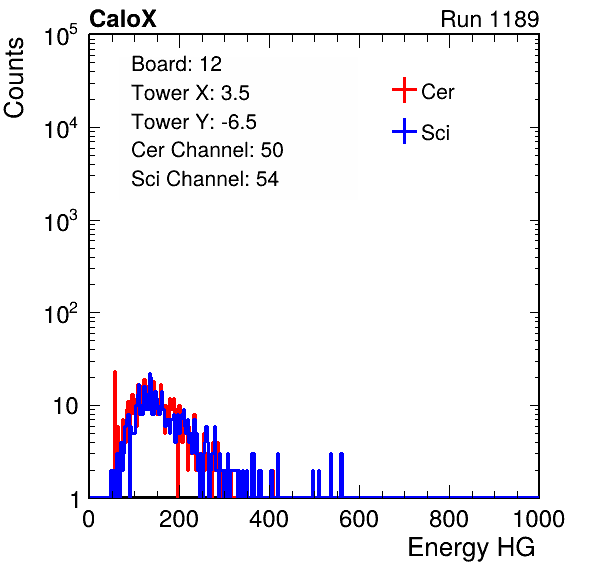 CaloX Run 1189
Counts
Board: 12
Tower X: 3.5
Tower Y: -6.5
Cer Channel: 50
Sci Channel: 54
Cer
Sci
10^5
10^4
10^3
10^2
10
1
0 200 400 600 800 1000
Energy HG